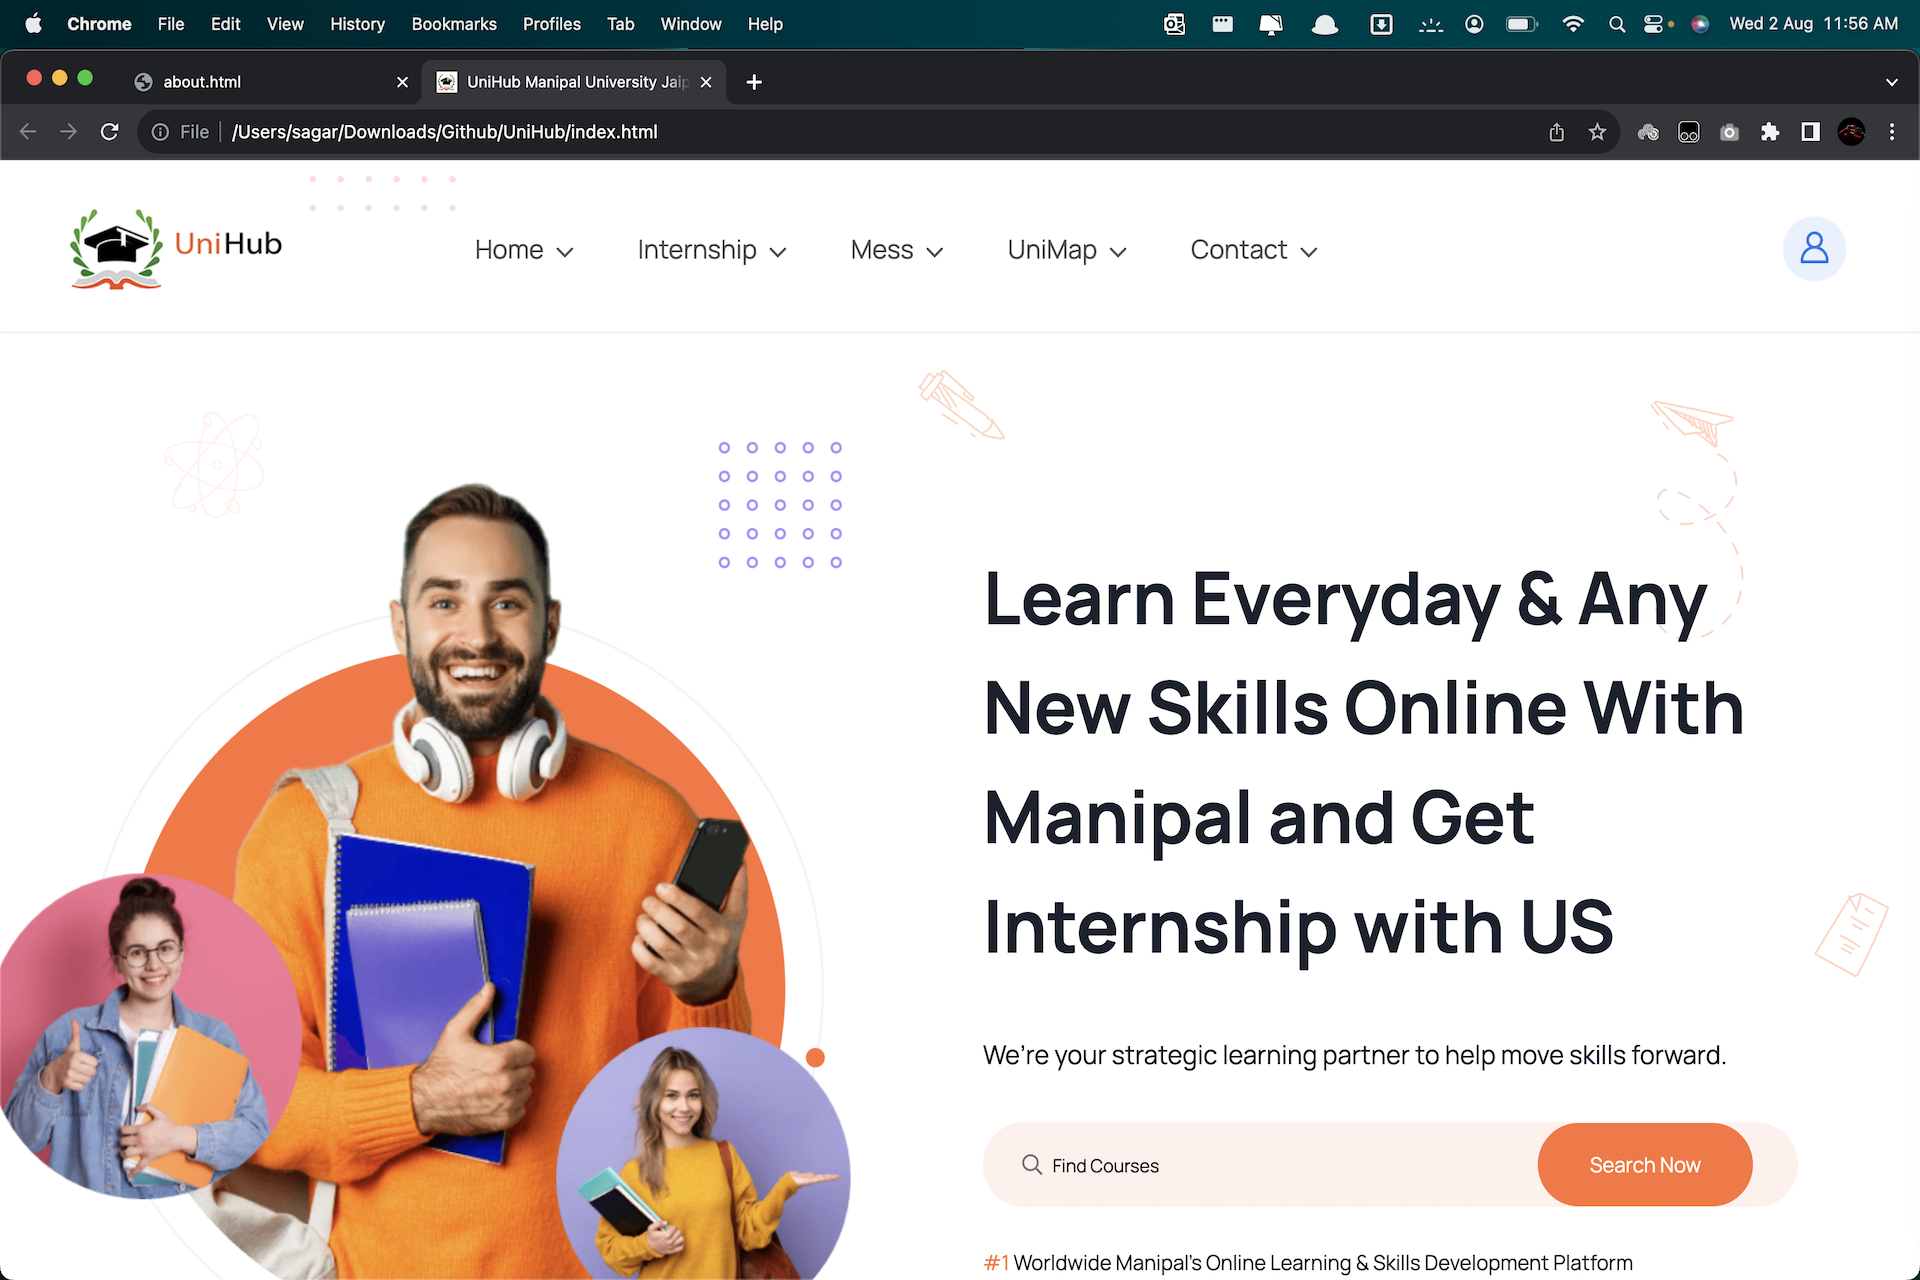 Chrome File Edit View History Bookmarks Profiles Tab Window Help Wed 2 Aug 11:56 AM
about.html UniHub Manipal University Jaip
File /Users/sagar/Downloads/Github/UniHub/index.html
UniHub Home Internship Mess UniMap Contact
Learn Everyday & Any
New Skills Online With
Manipal and Get
Internship with US
We're your strategic learning partner to help move skills forward.
Find Courses Search Now
#1 Worldwide Manipal's Online Learning & Skills Development Platform